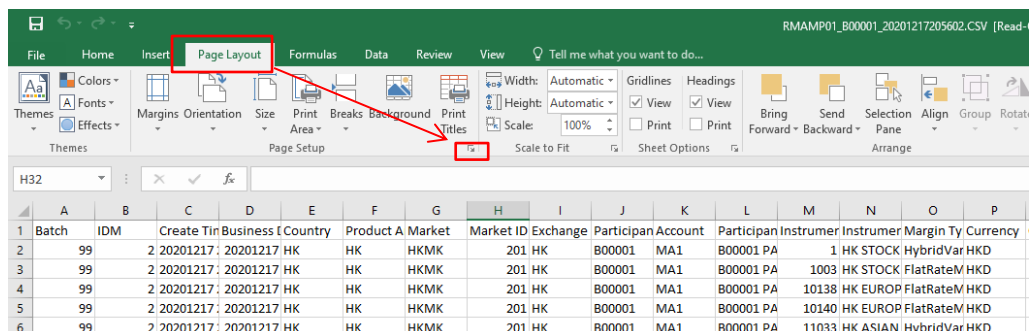 RMAMP01_B00001_20201217205602.CSV [Read-
File Home Insert Page Layout Formulas Data Review View Tell me what you want to do...
Colors Width: Automatic Gridlines Headings
Aa Fonts Height: Automatic View View
Themes Effects Margins Orientation Size Print Area Breaks Background Print Titles Scale: 100% Print Print Bring Forward Send Backward Selection Pane Align Group Rotat
Themes Page Setup Scale to Fit Sheet Options Arrange
H32 fx
A B C D E F G H I J K L M N O P
1 Batch IDM Create Tin Business D Country Product A Market Market ID Exchange Participan Account Participan Instrumer Instrumer Margin Ty Currency
2 99 2 20201217 20201217 HK HK HKMK 201 HK B00001 MA1 B00001 PA 1 HK STOCK HybridVar HKD
3 99 2 20201217 20201217 HK HK HKMK 201 HK B00001 MA1 B00001 PA 1003 HK STOCK FlatRateM HKD
4 99 2 20201217 20201217 HK HK HKMK 201 HK B00001 MA1 B00001 PA 10138 HK EUROP FlatRateM HKD
5 99 2 20201217 20201217 HK HK HKMK 201 HK B00001 MA1 B00001 PA 10140 HK EUROP FlatRateM HKD
6 99 2 20201217 20201217 HK HK HKMK 201 HK B00001 MA1 B00001 PA 11033 HK ASIAN HybridVar HKD